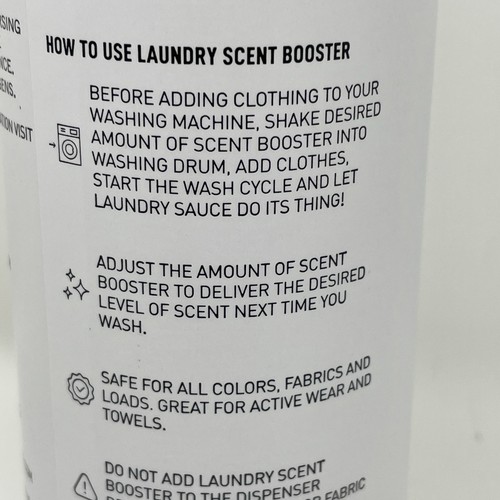 HOW TO USE LAUNDRY SCENT BOOSTER
BEFORE ADDING CLOTHING TO YOUR
WASHING MACHINE, SHAKE DESIRED
AMOUNT OF SCENT BOOSTER INTO
WASHING DRUM, ADD CLOTHES,
START THE WASH CYCLE AND LET
LAUNDRY SAUCE DO ITS THING!
ADJUST THE AMOUNT OF SCENT
BOOSTER TO DELIVER THE DESIRED
LEVEL OF SCENT NEXT TIME YOU
WASH.
SAFE FOR ALL COLORS, FABRICS AND
LOADS. GREAT FOR ACTIVE WEAR AND
TOWELS.
DO NOT ADD LAUNDRY SCENT
BOOSTER TO THE DISPENSER
FABRIC
VISIT